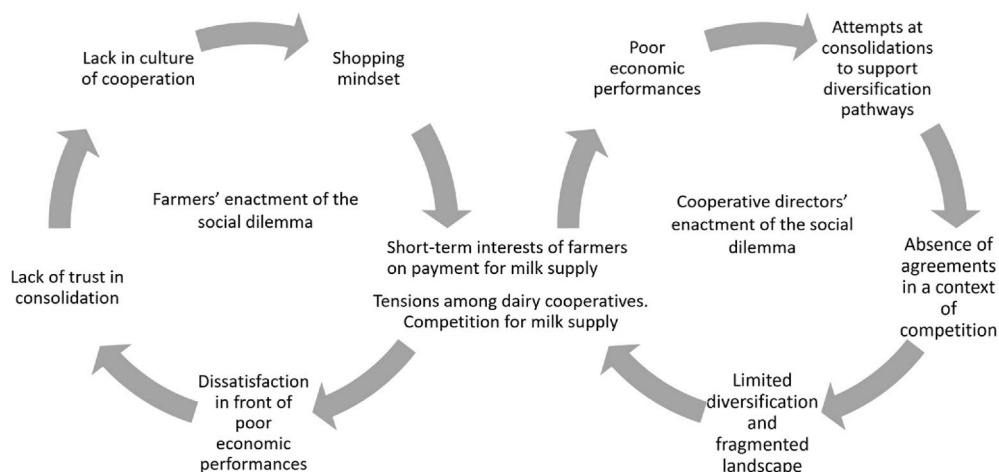 Lack in culture
of cooperation
Shopping
mindset
Farmers’ enactment of the
social dilemma
Short-term interests of farmers
on payment for milk supply
Tensions among dairy cooperatives.
Competition for milk supply
Dissatisfaction
in front of
poor
economic
performances
Lack of trust in
consolidation
Poor
economic
performances
Attempts at
consolidations
to support
diversification
pathways
Cooperative directors’
enactment of the social
dilemma
Absence of
agreements
in a context
of
competition
Limited
diversification
and
fragmented
landscape